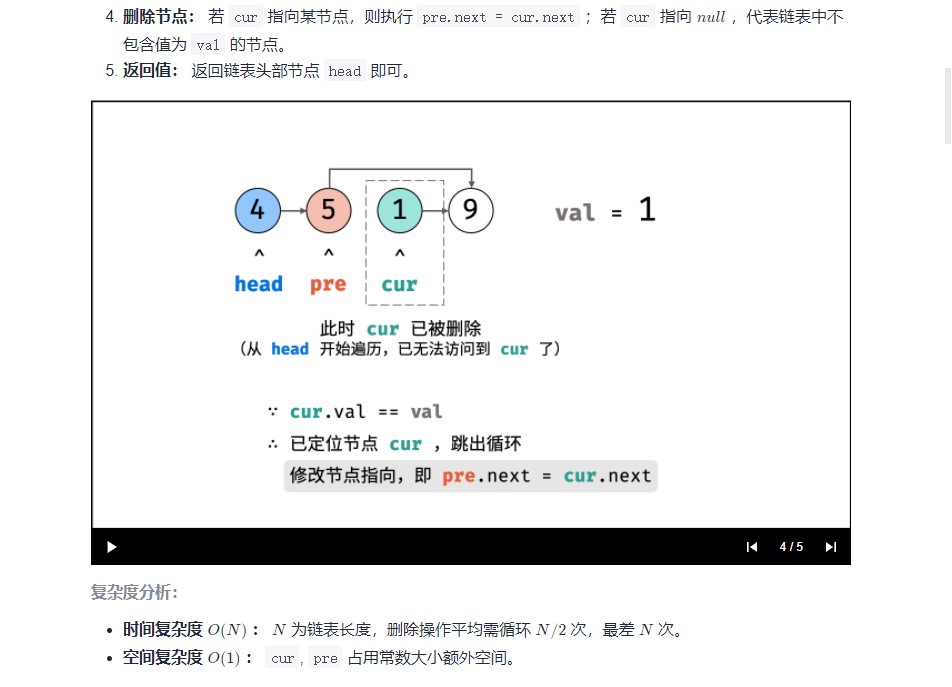 4. 删除节点： 若 cur 指向某节点，则执行 pre.next = cur.next ；若 cur 指向 null ，代表链表中不
包含值为 val 的节点。
5. 返回值： 返回链表头部节点 head 即可。
4 5 1 9 val = 1
^ ^ ^
head pre cur
此时 cur 已被删除
（从 head 开始遍历，已无法访问到 cur 了）
∵ cur.val == val
∴ 已定位节点 cur ，跳出循环
修改节点指向，即 pre.next = cur.next
4 / 5
复杂度分析：
• 时间复杂度 O(N) ： N 为链表长度，删除操作平均需循环 N/2 次，最差 N 次。
• 空间复杂度 O(1) ： cur , pre 占用常数大小额外空间。